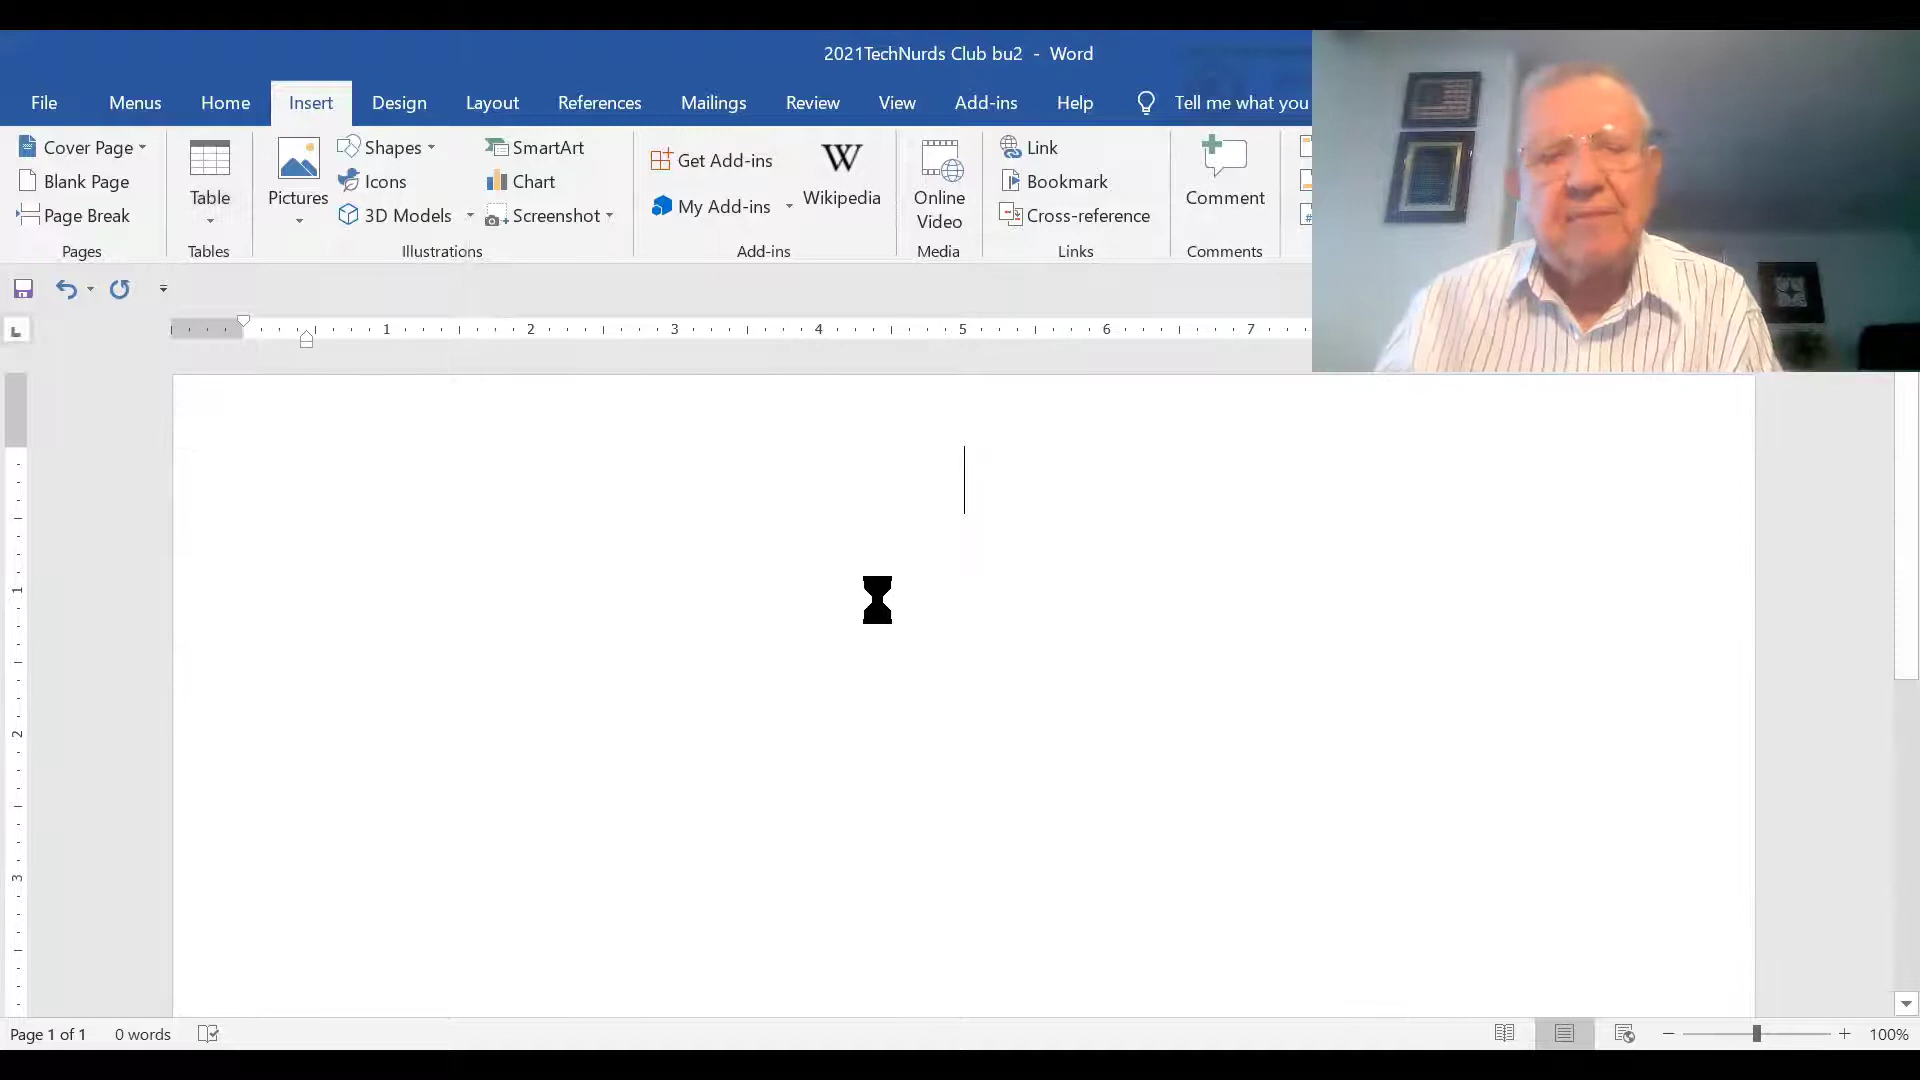 2021TechNurds Club bu2 - Word
File Menus Home Insert Design Layout References Mailings Review View Add-ins Help Tell me what you
Cover Page
Blank Page
Page Break
Pages
Table
Tables
Pictures
Shapes
Icons
3D Models
SmartArt
Chart
Screenshot
Illustrations
Get Add-ins
My Add-ins
W
Wikipedia
Add-ins
Online
Video
Media
Link
Bookmark
Cross-reference
Links
Comment
Comments
#
L
1 2 3 4 5 6 7
1
2
3
Page 1 of 1 0 words 100%